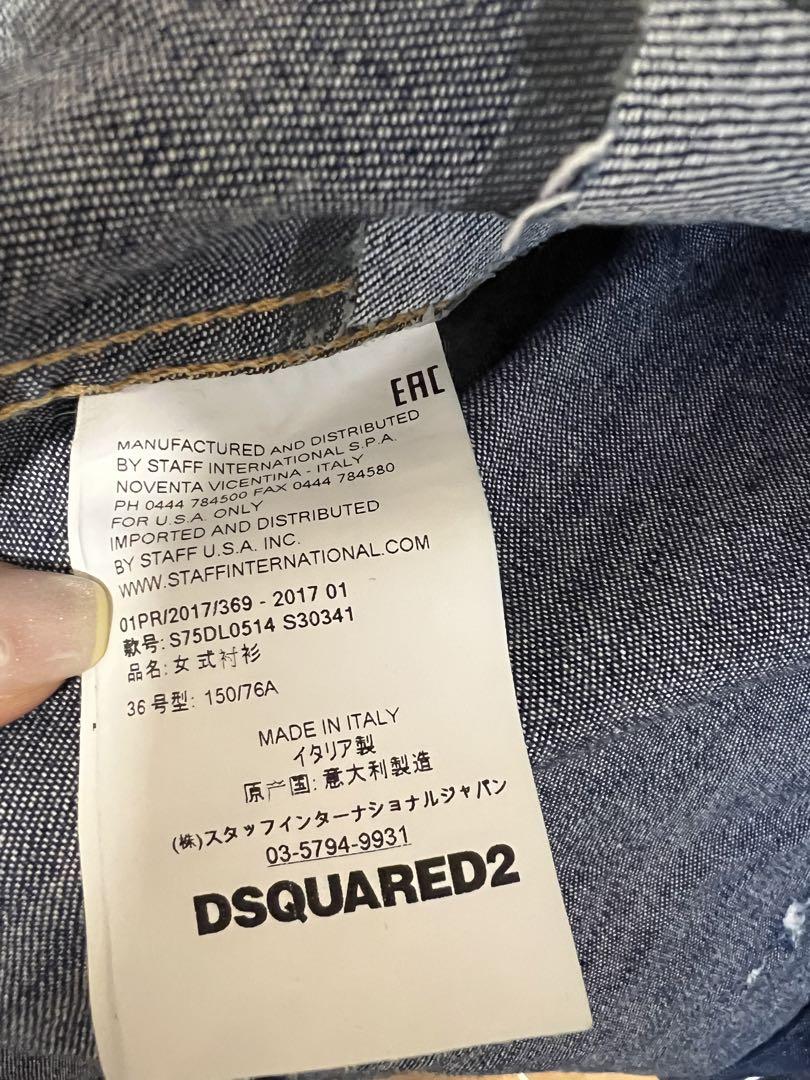 EAC
MANUFACTURED AND DISTRIBUTED
BY STAFF INTERNATIONAL S.P.A.
NOVENTA VICENTINA - ITALY
PH 0444 784500 FAX 0444 784580
FOR U.S.A. ONLY
IMPORTED AND DISTRIBUTED
BY STAFF U.S.A. INC.
WWW.STAFFINTERNATIONAL.COM
01PR/2017/369 - 2017 01
款号: S75DL0514 S30341
品名: 女式衬衫
36 号型: 150/76A
MADE IN ITALY
イタリア製
原产国: 意大利製造
(株)スタッフインターナショナルジャパン
03-5794-9931
DSQUARED2